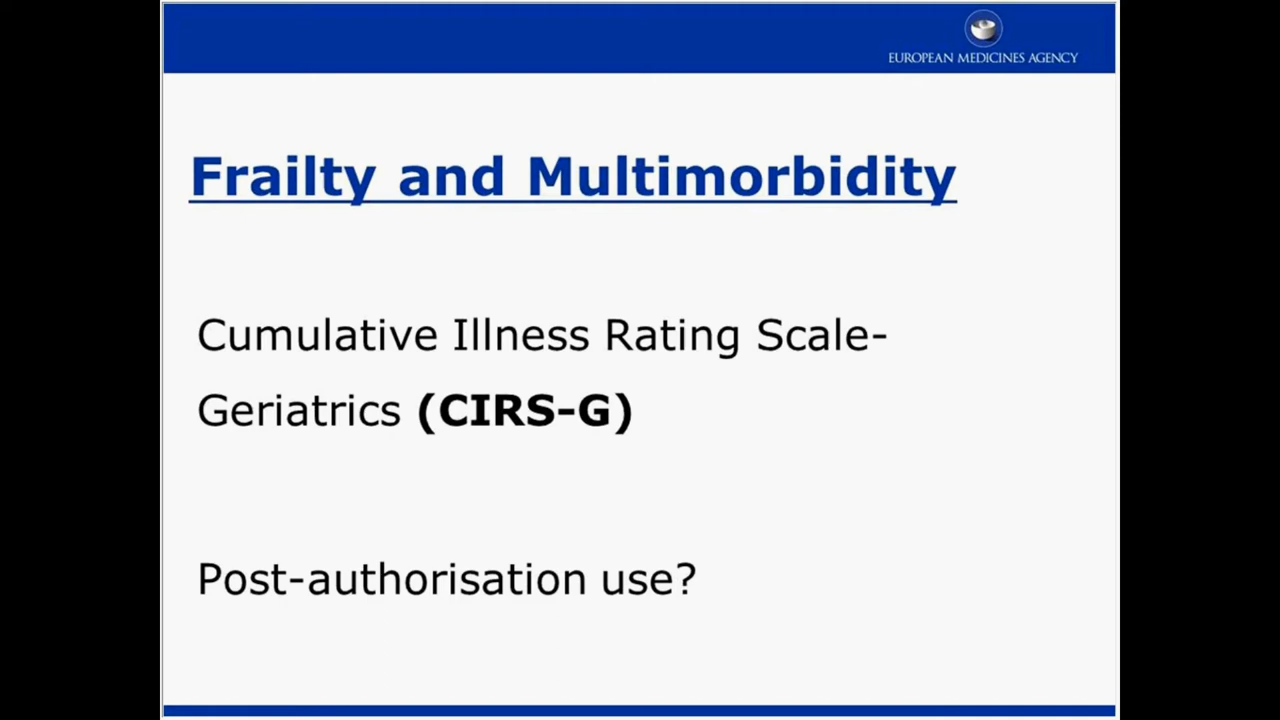 EUROPEAN MEDICINES AGENCY
Frailty and Multimorbidity
Cumulative Illness Rating Scale-
Geriatrics (CIRS-G)
Post-authorisation use?